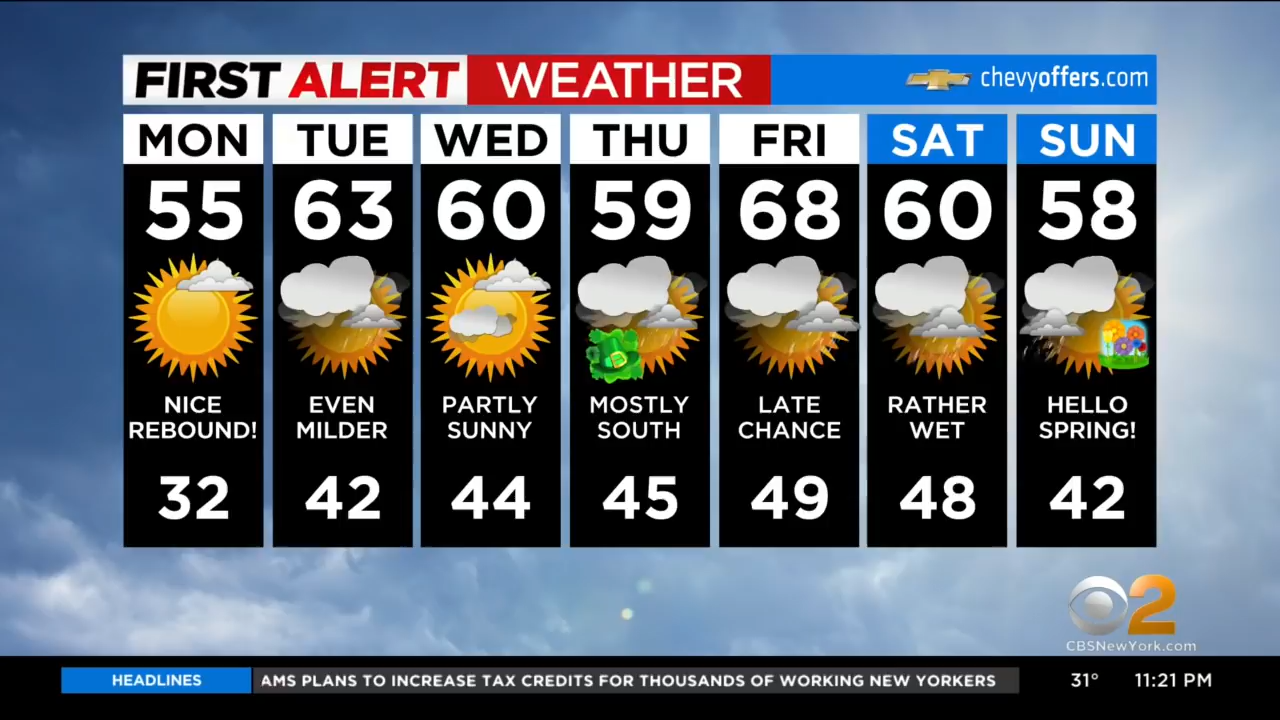 FIRST ALERT WEATHER
chevyoffers.com
MON TUE WED THU FRI SAT SUN
55 63 60 59 68 60 58
NICE EVEN PARTLY MOSTLY LATE RATHER HELLO
REBOUND! MILDER SUNNY SOUTH CHANCE WET SPRING!
32 42 44 45 49 48 42
2
CBSNewYork.com
HEADLINES AMS PLANS TO INCREASE TAX CREDITS FOR THOUSANDS OF WORKING NEW YORKERS 31° 11:21 PM